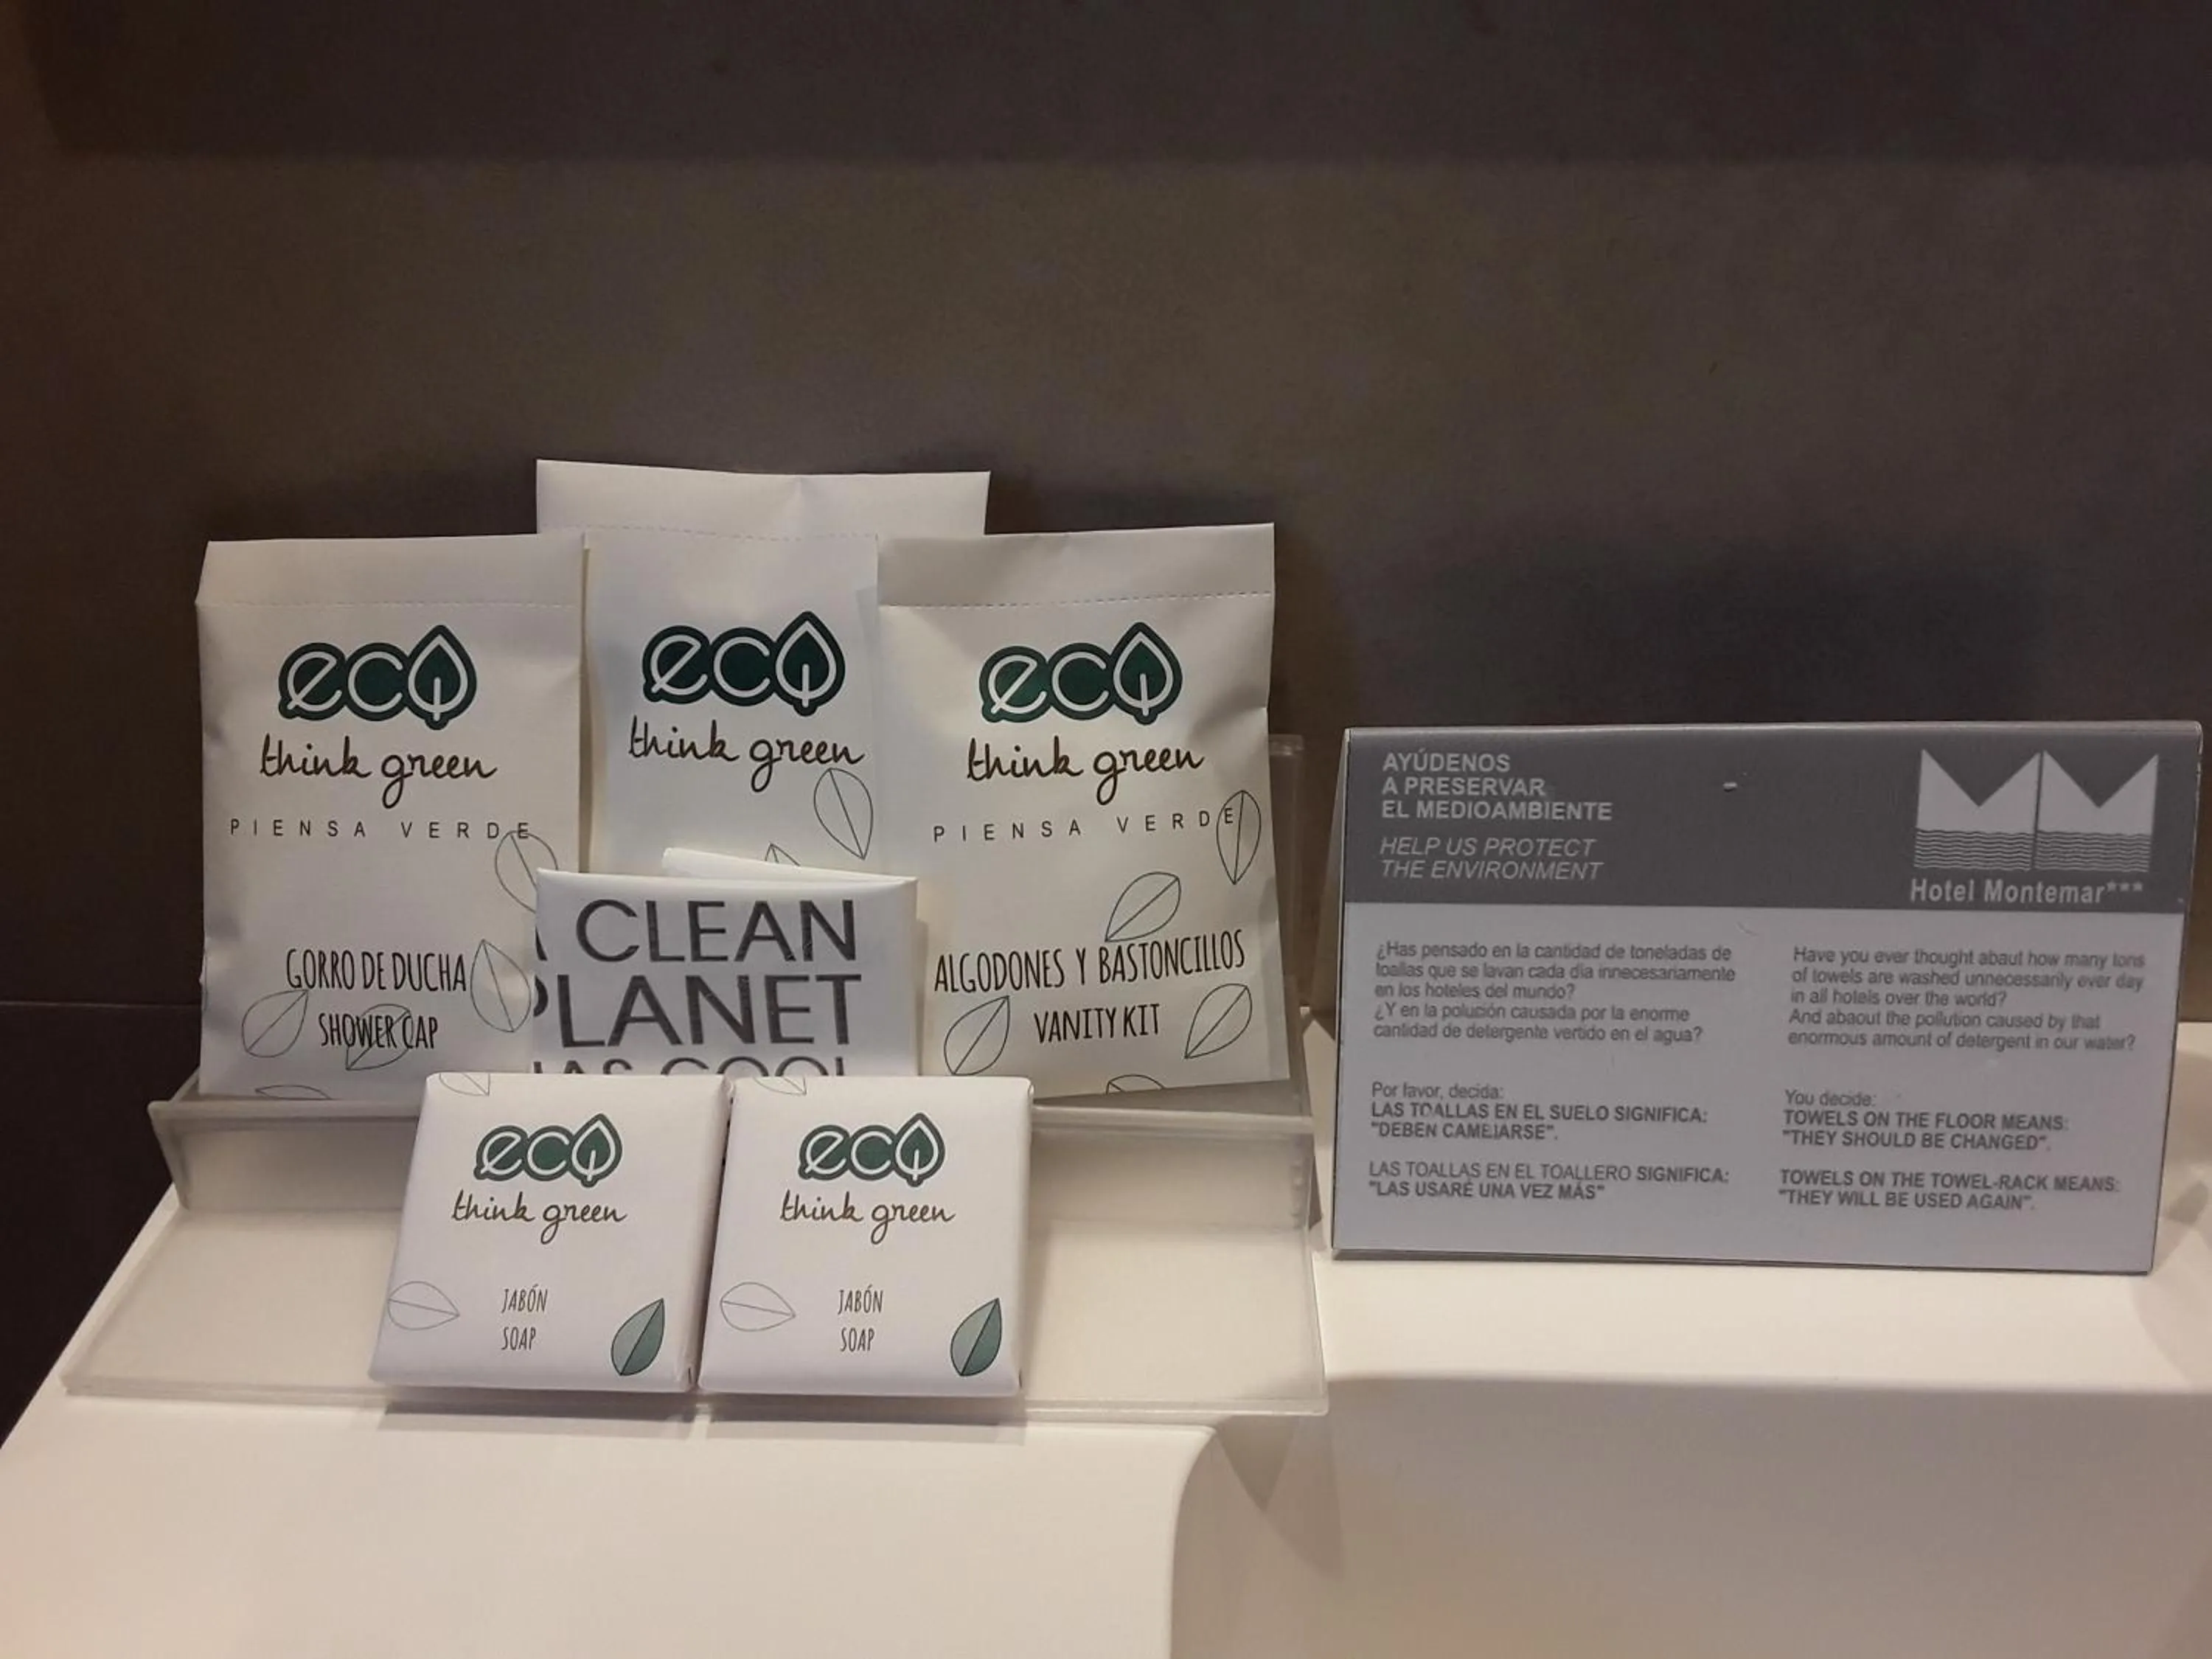 eco
think green
PIENSA VERDE
GORRO DE DUCHA
SHOWER CAP
eco
think green
eco
think green
PIENSA VERDE
ALGODONES Y BASTONCILLOS
VANITY KIT
CLEAN
PLANET
COOL
eco
think green
JABÓN
SOAP
eco
think green
JABÓN
SOAP
AYÚDENOS
A PRESERVAR
EL MEDIOAMBIENTE
HELP US PROTECT
THE ENVIRONMENT
Hotel Montemar***
¿Has pensado en la cantidad de toneladas de
toallas que se lavan cada día innecesariamente
en los hoteles del mundo?
¿Y en la polución causada por la enorme
cantidad de detergente vertido en el agua?
Por favor, decida:
LAS TOALLAS EN EL SUELO SIGNIFICA:
"DEBEN CAMBIARSE".
LAS TOALLAS EN EL TOALLERO SIGNIFICA:
"LAS USARÉ UNA VEZ MÁS"
Have you ever thought abaut how many tons
of towels are washed unnecessarily ever day
in all hotels over the world?
And abaout the pollution caused by that
enormous amount of detergent in our water?
You decide:
TOWELS ON THE FLOOR MEANS:
"THEY SHOULD BE CHANGED".
TOWELS ON THE TOWEL-RACK MEANS:
"THEY WILL BE USED AGAIN".